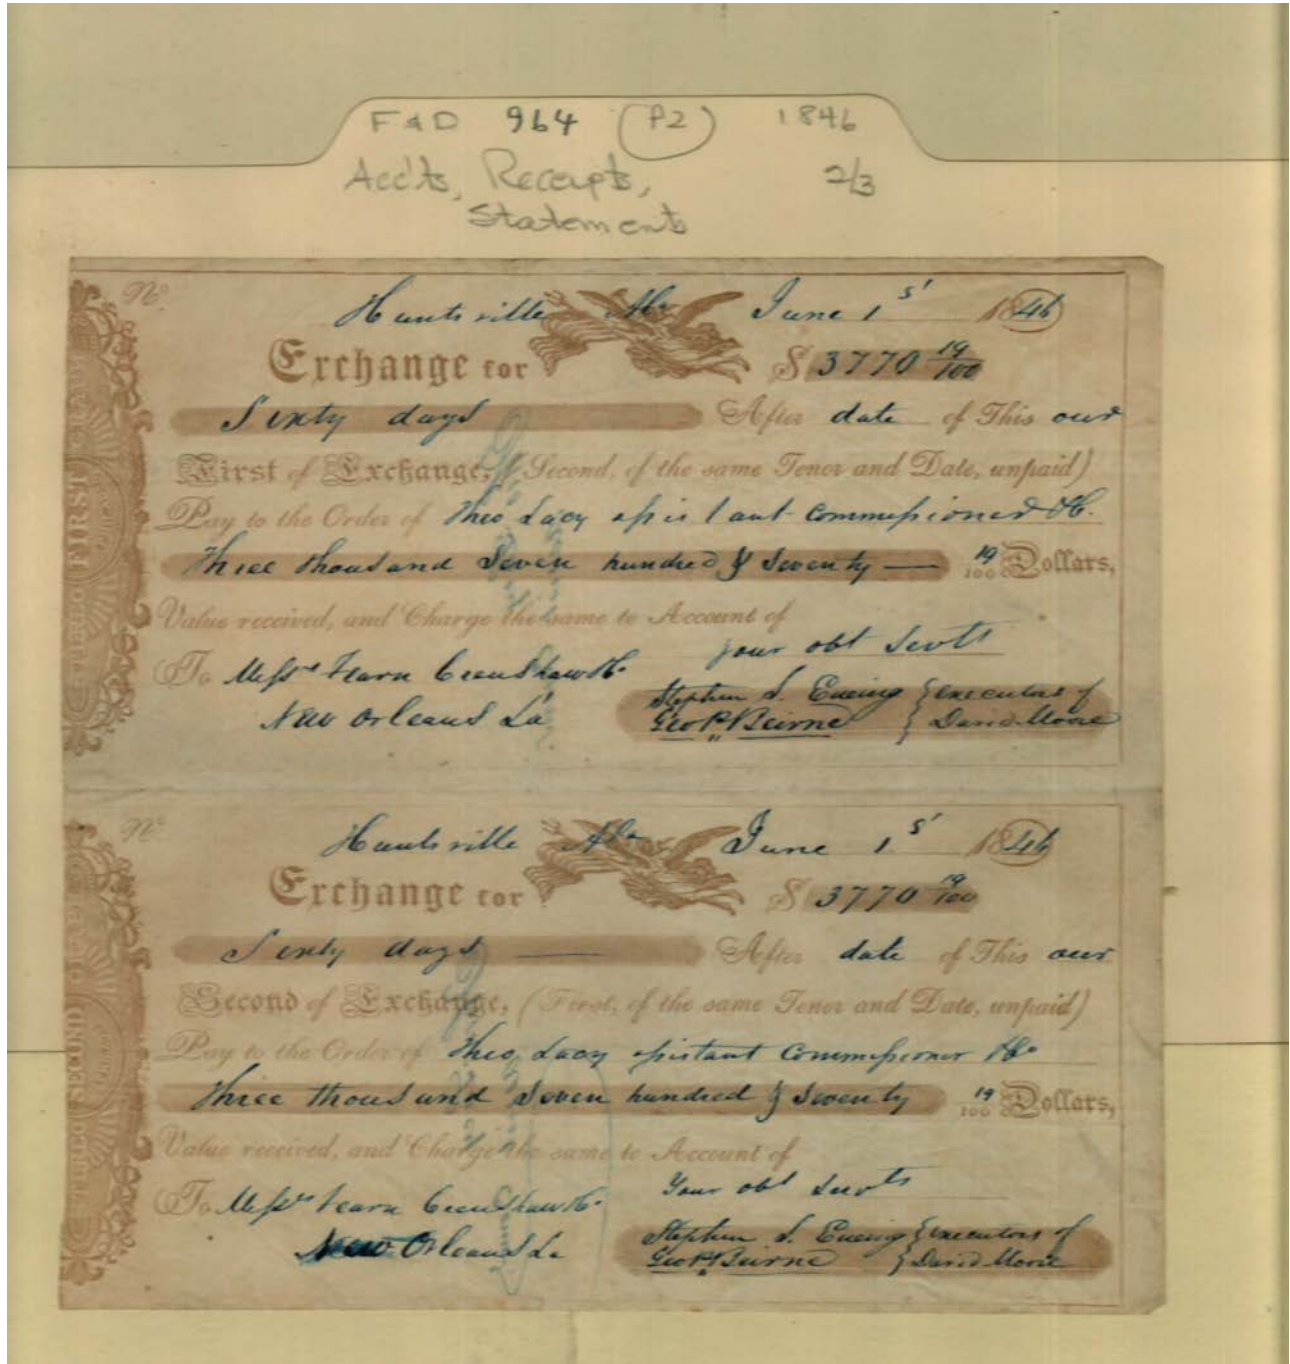 F & D 964 (P2) 1846
Acc'ts, Receipts, 2/3
Statements
No.
Huntsville Ala June 1st 1846
Exchange for $ 3770 19/100
Sixty days After date of This our
First of Exchange, (Second, of the same Tenor and Date, unpaid)
Pay to the Order of Theo Lacy assistant commissioner &c.
Three thousand Seven hundred & Seventy — 19/100 Dollars,
Value received, and Charge the same to Account of
your obt Servts
To Messrs Fearn Crenshaw &c.
Stephen S. Ewing } executors of
New Orleans La
Geo P. Beirne } David Moore
FIRST
No.
Huntsville Ala June 1st 1846
Exchange for $ 3770 19/100
Sixty days — After date of This our
Second of Exchange, (First, of the same Tenor and Date, unpaid)
Pay to the Order of Theo, Lacy assistant Commissioner &c
Three thousand Seven hundred & Seventy 19/100 Dollars,
Value received, and Charge the same to Account of
Your obt Servts
To Messrs Fearn Crenshaw &c.
Stephen S. Ewing } executors of
New Orleans La
Geo P. Beirne } David Moore
SECOND